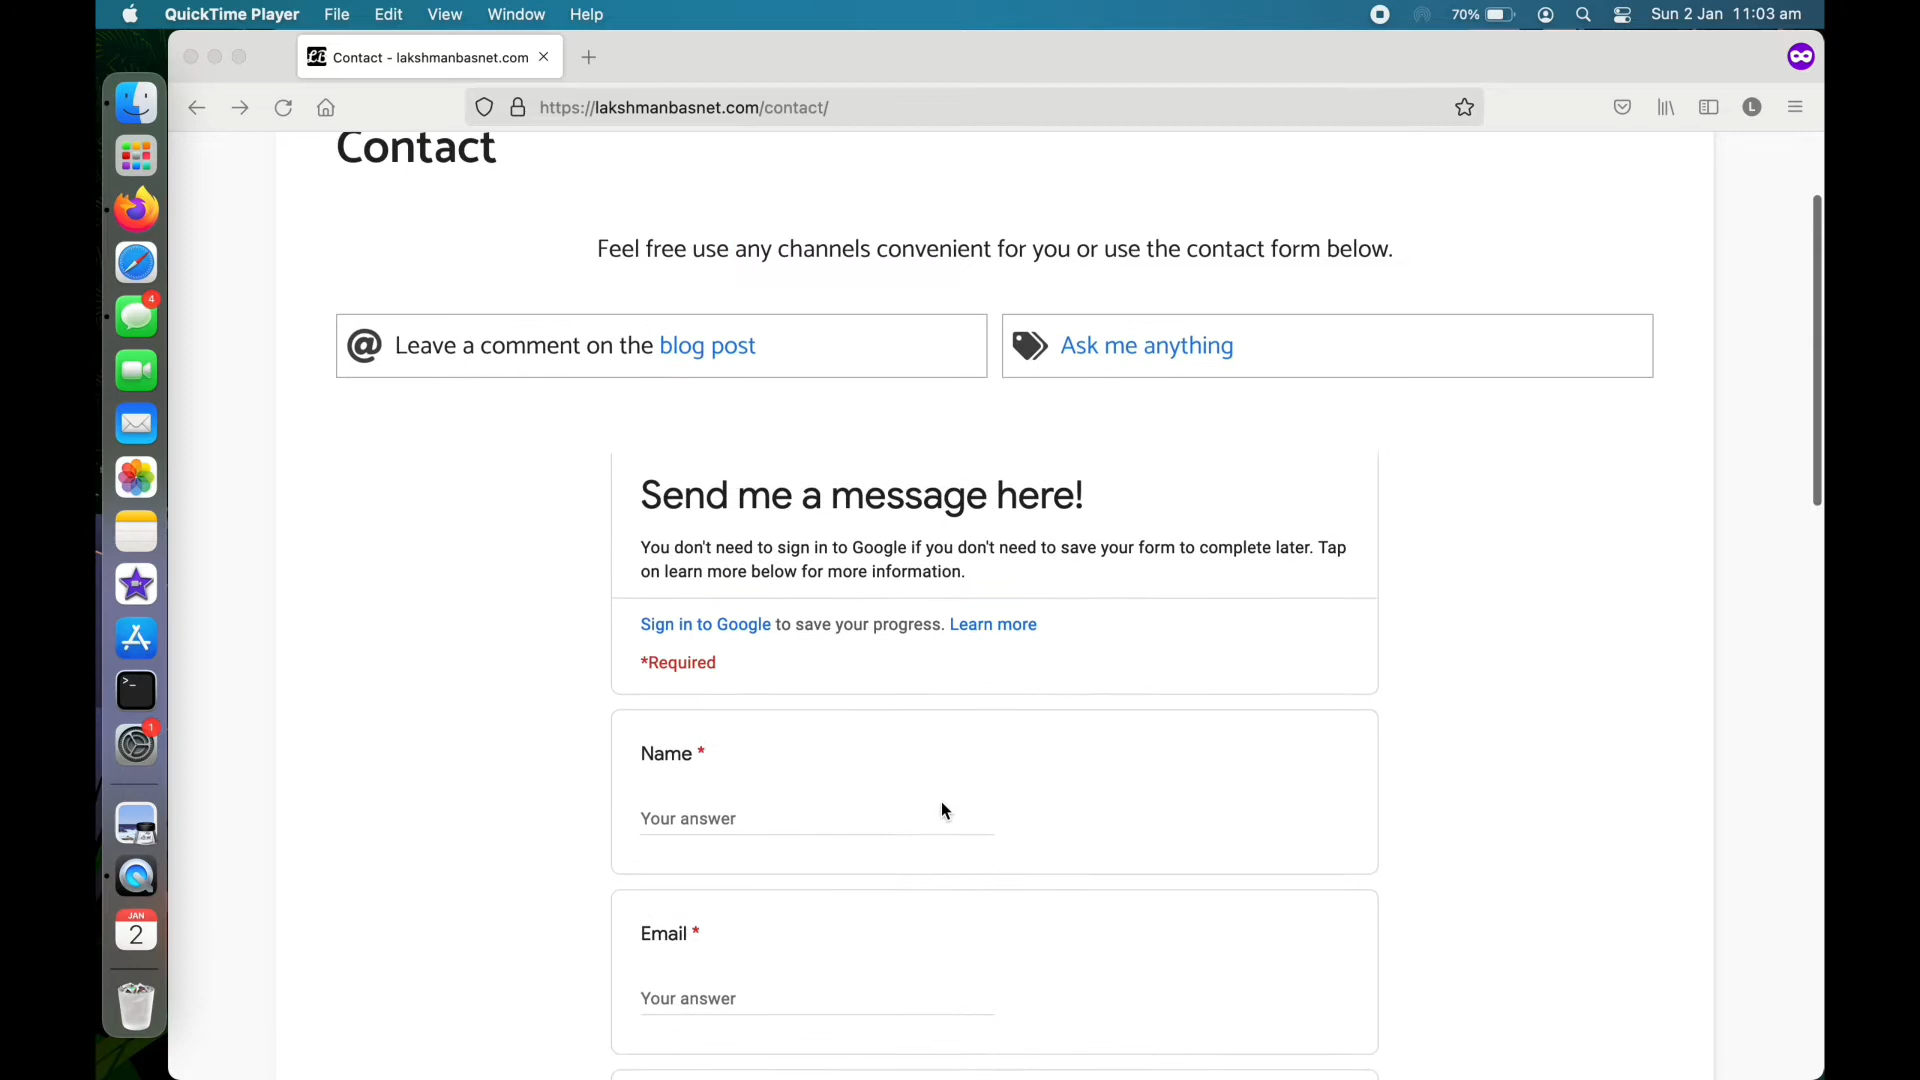 QuickTime Player File Edit View Window Help 70% Sun 2 Jan 11:03 am
LB Contact - lakshmanbasnet.com
https://lakshmanbasnet.com/contact/ L
Contact
Feel free use any channels convenient for you or use the contact form below.
@ Leave a comment on the blog post
Ask me anything
4
Send me a message here!
You don't need to sign in to Google if you don't need to save your form to complete later. Tap
on learn more below for more information.
Sign in to Google to save your progress. Learn more
*Required
>_
1
Name *
Your answer
JAN
2
Email *
Your answer